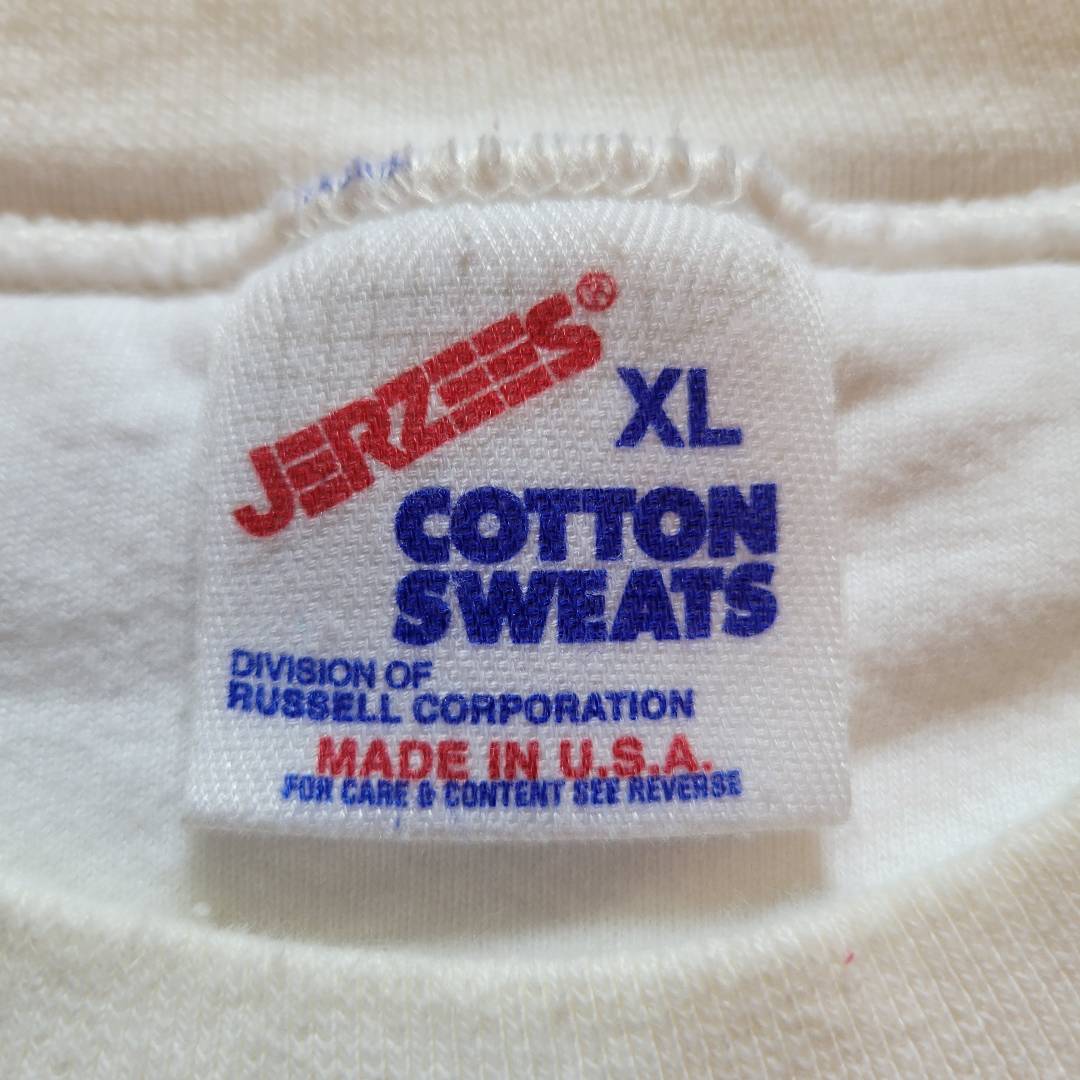 JERZEES®
XL
COTTON
SWEATS
DIVISION OF
RUSSELL CORPORATION
MADE IN U.S.A.
FOR CARE & CONTENT SEE REVERSE